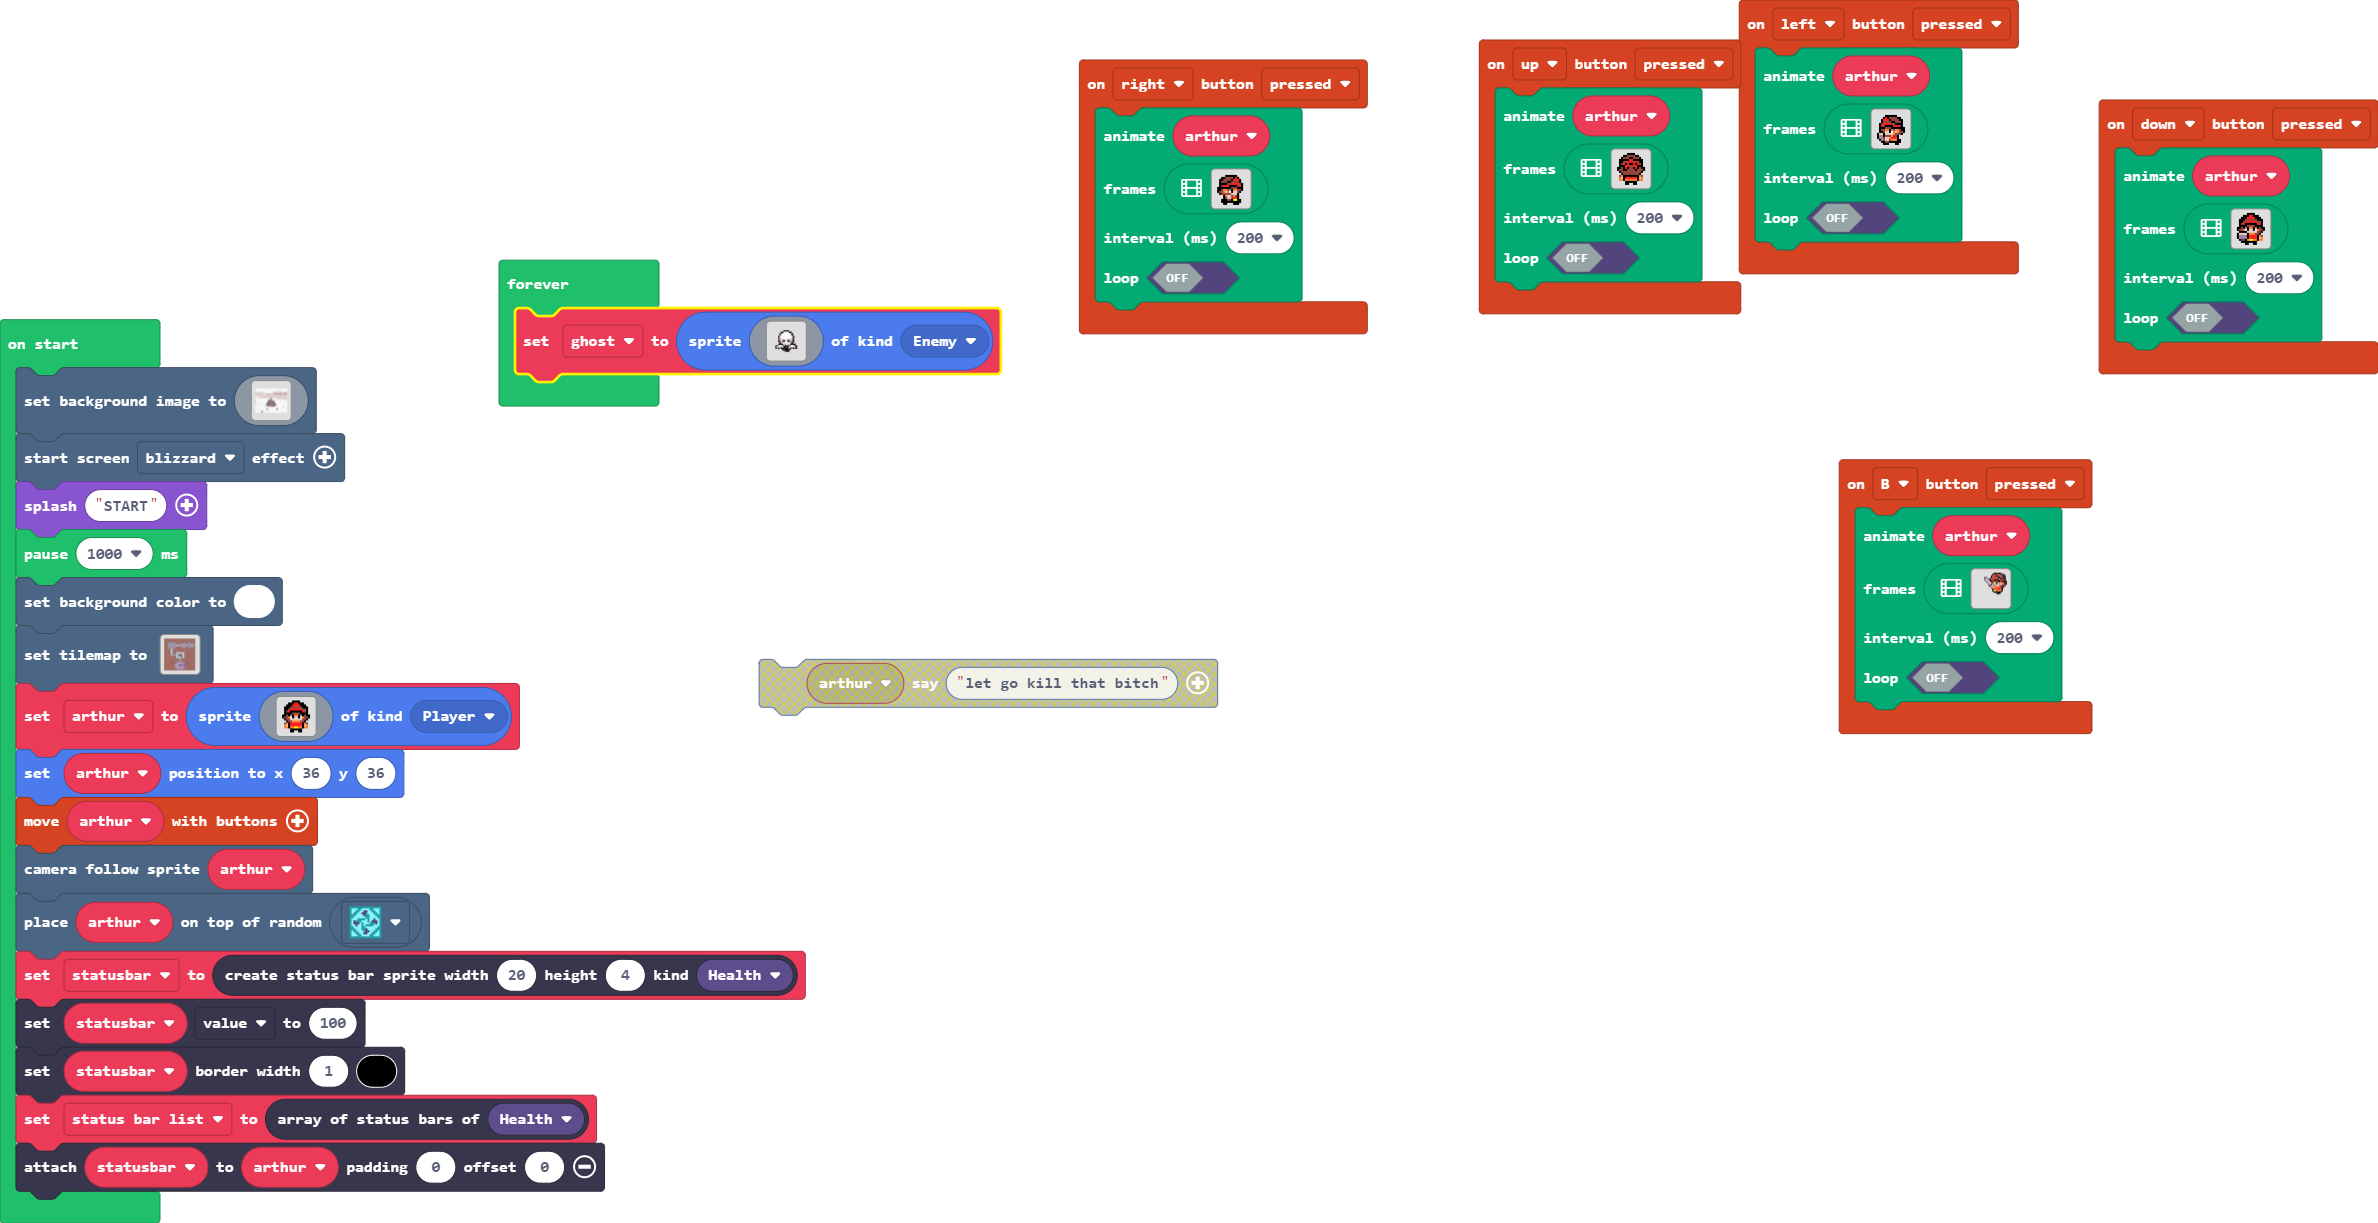 on start
set background image to
start screen blizzard effect
splash "START"
pause 1000 ms
set background color to
set tilemap to
set arthur to sprite of kind Player
set arthur position to x 36 y 36
move arthur with buttons
camera follow sprite arthur
place arthur on top of random
set statusbar to create status bar sprite width 20 height 4 kind Health
set statusbar value to 100
set statusbar border width 1
set status bar list to array of status bars of Health
attach statusbar to arthur padding 0 offset 0
forever
set ghost to sprite of kind Enemy
arthur say "let go kill that bitch"
on right button pressed
animate arthur
frames
interval (ms) 200
loop OFF
on up button pressed
animate arthur
frames
interval (ms) 200
loop OFF
on left button pressed
animate arthur
frames
interval (ms) 200
loop OFF
on down button pressed
animate arthur
frames
interval (ms) 200
loop OFF
on B button pressed
animate arthur
frames
interval (ms) 200
loop OFF